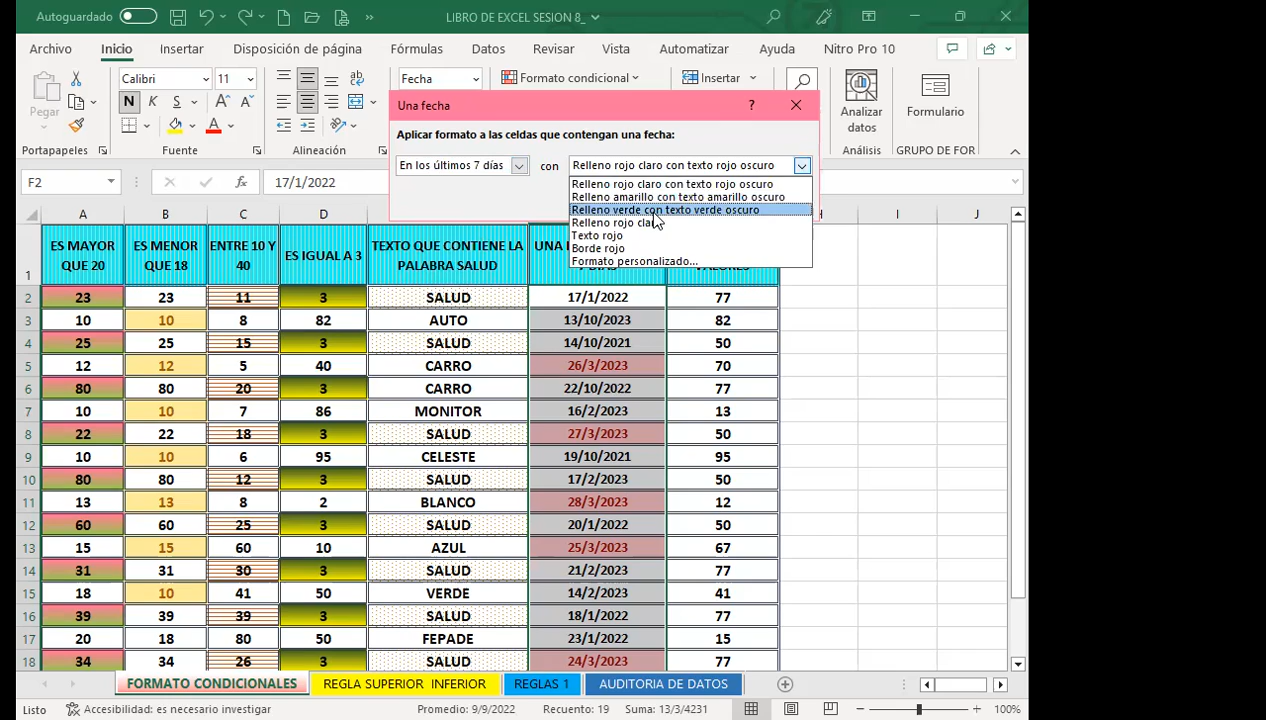 Autoguardado LIBRO DE EXCEL SESION 8_
Archivo Inicio Insertar Disposición de página Fórmulas Datos Revisar Vista Automatizar Ayuda Nitro Pro 10
Pegar Calibri 11 Fecha Formato condicional Insertar Analizar datos Formulario
N K S
Portapapeles Fuente Alineación Análisis GRUPO DE FOR
Una fecha
Aplicar formato a las celdas que contengan una fecha:
En los últimos 7 días con Relleno rojo claro con texto rojo oscuro
Relleno rojo claro con texto rojo oscuro
Relleno amarillo con texto amarillo oscuro
Relleno verde con texto verde oscuro
Relleno rojo
Texto rojo
Borde rojo
Formato personalizado...
F2 fx 17/1/2022
A B C D H I J
1 ES MAYOR QUE 20 ES MENOR QUE 18 ENTRE 10 Y 40 ES IGUAL A 3 TEXTO QUE CONTIENE LA PALABRA SALUD VALORES
2 23 23 11 3 SALUD 17/1/2022 77
3 10 10 8 82 AUTO 13/10/2023 82
4 25 25 15 3 SALUD 14/10/2021 50
5 12 12 5 40 CARRO 26/3/2023 70
6 80 80 20 3 CARRO 22/10/2022 77
7 10 10 7 86 MONITOR 16/2/2023 13
8 22 22 18 3 SALUD 27/3/2023 50
9 10 10 6 95 CELESTE 19/10/2021 95
10 80 80 12 3 SALUD 17/2/2023 50
11 13 13 8 2 BLANCO 28/3/2023 12
12 60 60 25 3 SALUD 20/1/2022 50
13 15 15 60 10 AZUL 25/3/2023 67
14 31 31 30 3 SALUD 21/2/2023 77
15 18 10 41 50 VERDE 14/2/2023 41
16 39 39 39 3 SALUD 18/1/2022 77
17 20 18 80 50 FEPADE 23/1/2022 15
18 34 34 26 3 SALUD 24/3/2023 77
FORMATO CONDICIONALES REGLA SUPERIOR INFERIOR REGLAS 1 AUDITORIA DE DATOS
Listo Accesibilidad: es necesario investigar Promedio: 9/9/2022 Recuento: 19 Suma: 13/3/4231 100%